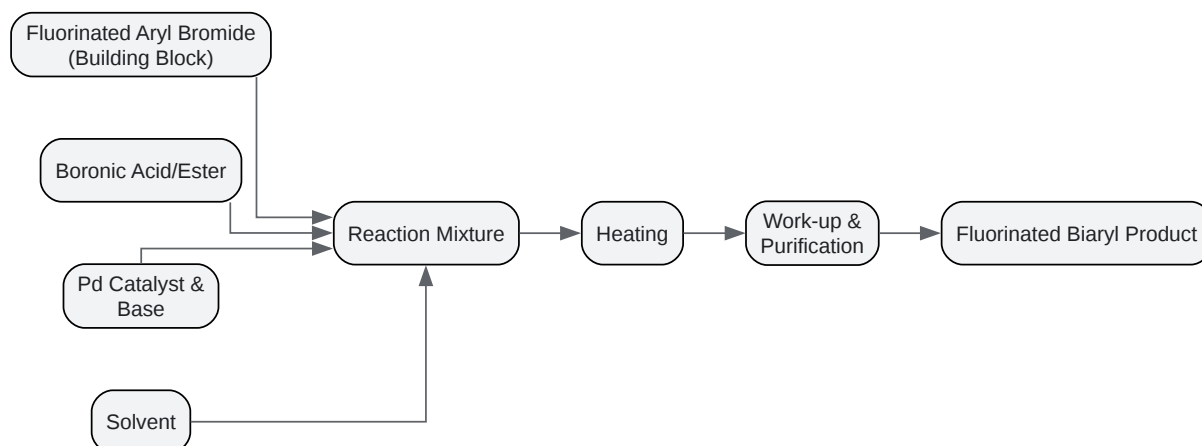 Fluorinated Aryl Bromide
(Building Block)
Boronic Acid/Ester
Pd Catalyst &
Base
Solvent
Reaction Mixture
Heating
Work-up &
Purification
Fluorinated Biaryl Product